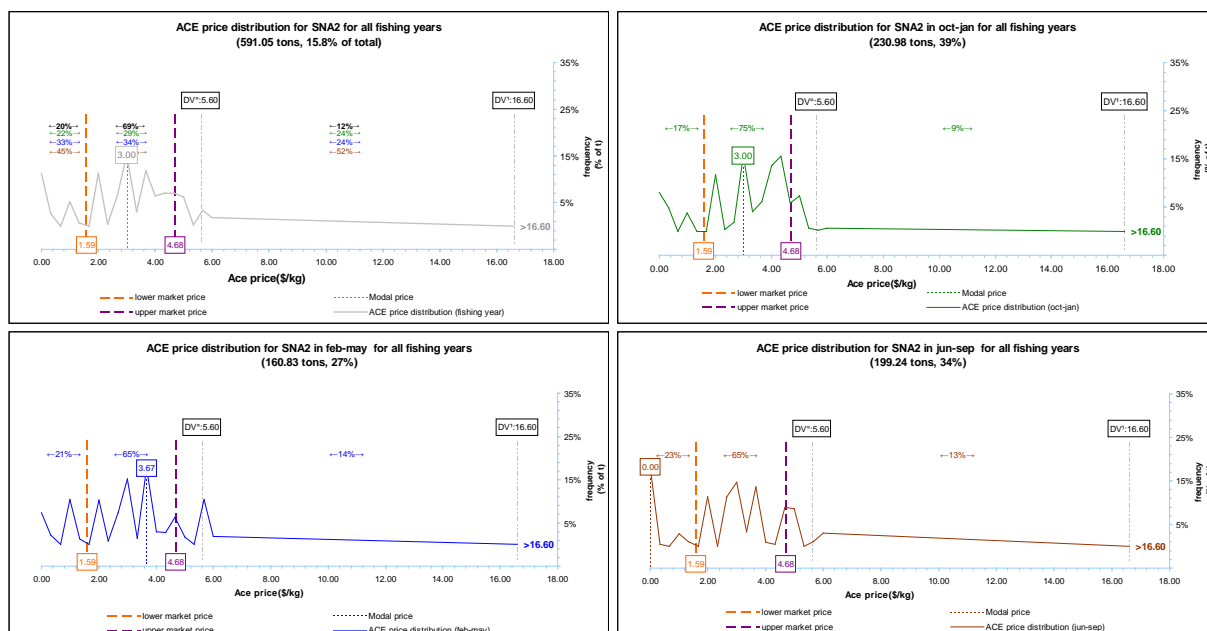 ACE price distribution for SNA2 for all fishing years
(591.05 tons, 15.8% of total)
35%
25%
15%
5%
frequency
(% of t)
DV°:5.60
DV¹:16.60
←20%→ ←69%→ ←12%→
←22%→ ←29%→ ←24%→
←33%→ ←34%→ ←24%→
←45%→ ←52%→
3.00
>16.60
1.59
4.68
0.00 2.00 4.00 6.00 8.00 10.00 12.00 14.00 16.00 18.00
Ace price($/kg)
lower market price
Modal price
upper market price
ACE price distribution (fishing year)
ACE price distribution for SNA2 in oct-jan for all fishing years
(230.98 tons, 39%)
35%
25%
15%
5%
frequency
(% of t)
DV°:5.60
DV¹:16.60
←17%→ ←75%→ ←9%→
3.00
>16.60
1.59
4.68
0.00 2.00 4.00 6.00 8.00 10.00 12.00 14.00 16.00 18.00
Ace price($/kg)
lower market price
Modal price
upper market price
ACE price distribution (oct-jan)
ACE price distribution for SNA2 in feb-may for all fishing years
(160.83 tons, 27%)
35%
25%
15%
5%
frequency
(% of t)
DV°:5.60
DV¹:16.60
←21%→ ←65%→ ←14%→
3.67
>16.60
1.59
4.68
0.00 2.00 4.00 6.00 8.00 10.00 12.00 14.00 16.00 18.00
Ace price($/kg)
lower market price
Modal price
upper market price
ACE price distribution (feb-may)
ACE price distribution for SNA2 in jun-sep for all fishing years
(199.24 tons, 34%)
35%
25%
15%
5%
frequency
(% of t)
DV°:5.60
DV¹:16.60
←23%→ ←65%→ ←13%→
0.00
>16.60
1.59
4.68
0.00 2.00 4.00 6.00 8.00 10.00 12.00 14.00 16.00 18.00
Ace price($/kg)
lower market price
Modal price
upper market price
ACE price distribution (jun-sep)